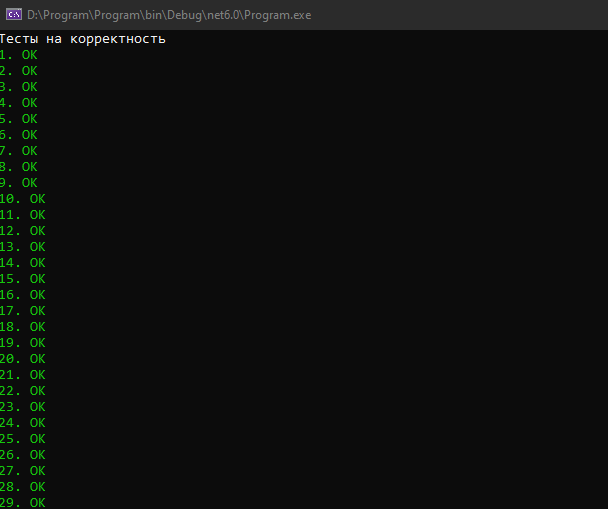 D:\Program\Program\bin\Debug\net6.0\Program.exe
Тесты на корректность
1. OK
2. OK
3. OK
4. OK
5. OK
6. OK
7. OK
8. OK
9. OK
10. OK
11. OK
12. OK
13. OK
14. OK
15. OK
16. OK
17. OK
18. OK
19. OK
20. OK
21. OK
22. OK
23. OK
24. OK
25. OK
26. OK
27. OK
28. OK
29. OK